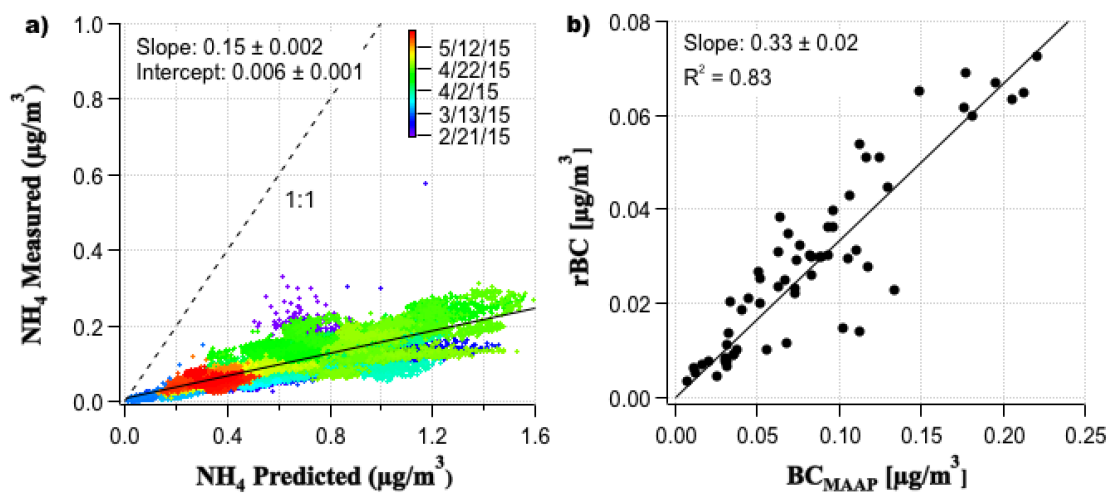 a)
Slope: 0.15 ± 0.002
Intercept: 0.006 ± 0.001
5/12/15
4/22/15
4/2/15
3/13/15
2/21/15
1:1
NH4 Measured (µg/m³)
1.0
0.8
0.6
0.4
0.2
0.0
0.0 0.4 0.8 1.2 1.6
NH4 Predicted (µg/m³)
b)
Slope: 0.33 ± 0.02
R² = 0.83
rBC [µg/m³]
0.08
0.06
0.04
0.02
0.00
0.00 0.05 0.10 0.15 0.20 0.25
BCMAAP [µg/m³]